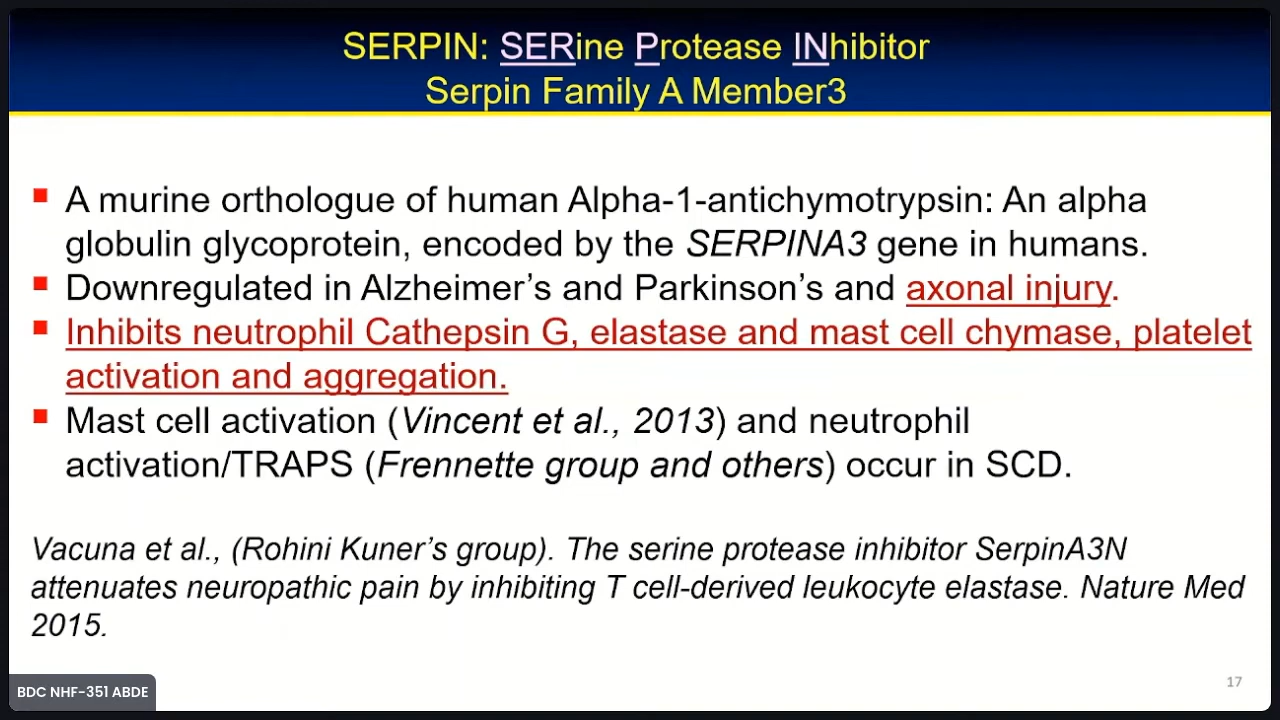 SERPIN: SERine Protease INhibitor
Serpin Family A Member3
A murine orthologue of human Alpha-1-antichymotrypsin: An alpha
globulin glycoprotein, encoded by the SERPINA3 gene in humans.
Downregulated in Alzheimer’s and Parkinson’s and axonal injury.
Inhibits neutrophil Cathepsin G, elastase and mast cell chymase, platelet
activation and aggregation.
Mast cell activation (Vincent et al., 2013) and neutrophil
activation/TRAPS (Frennette group and others) occur in SCD.
Vacuna et al., (Rohini Kuner’s group). The serine protease inhibitor SerpinA3N
attenuates neuropathic pain by inhibiting T cell-derived leukocyte elastase. Nature Med
2015.
BDC NHF-351 ABDE
17